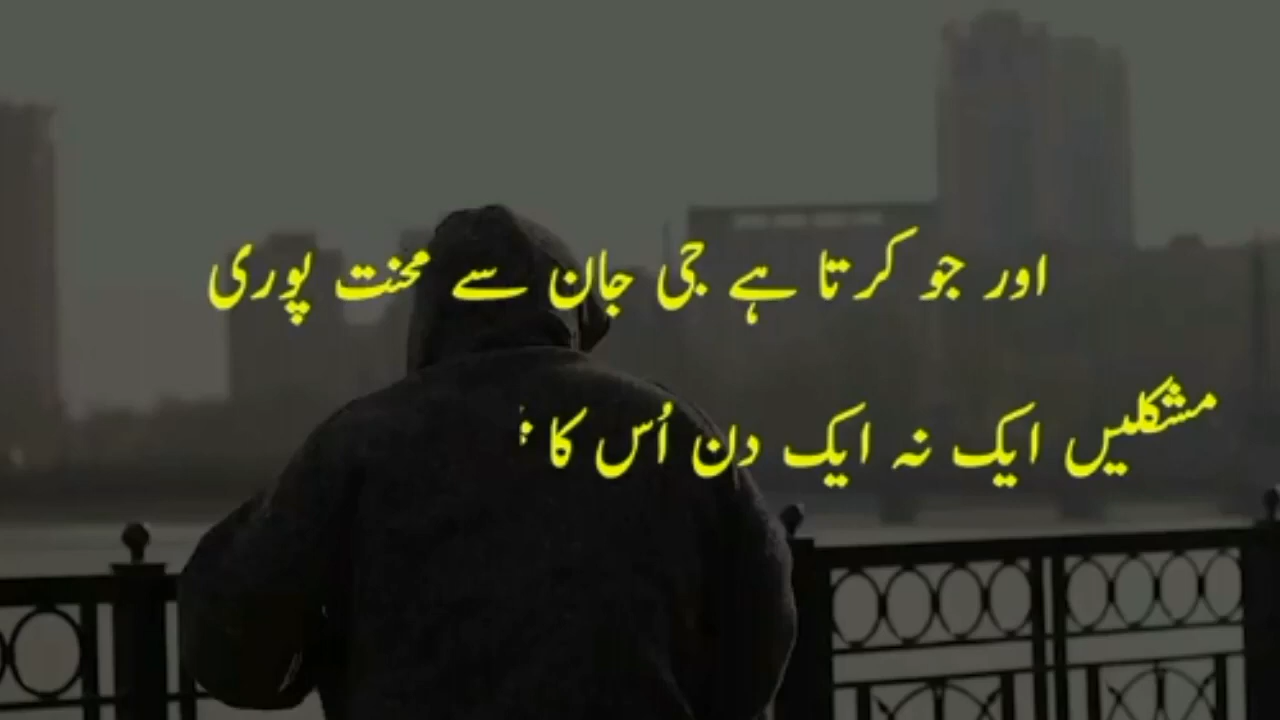 اور جو کرتا ہے جی جان سے محنت پوری
مشکلیں ایک نہ ایک دن اُس کا